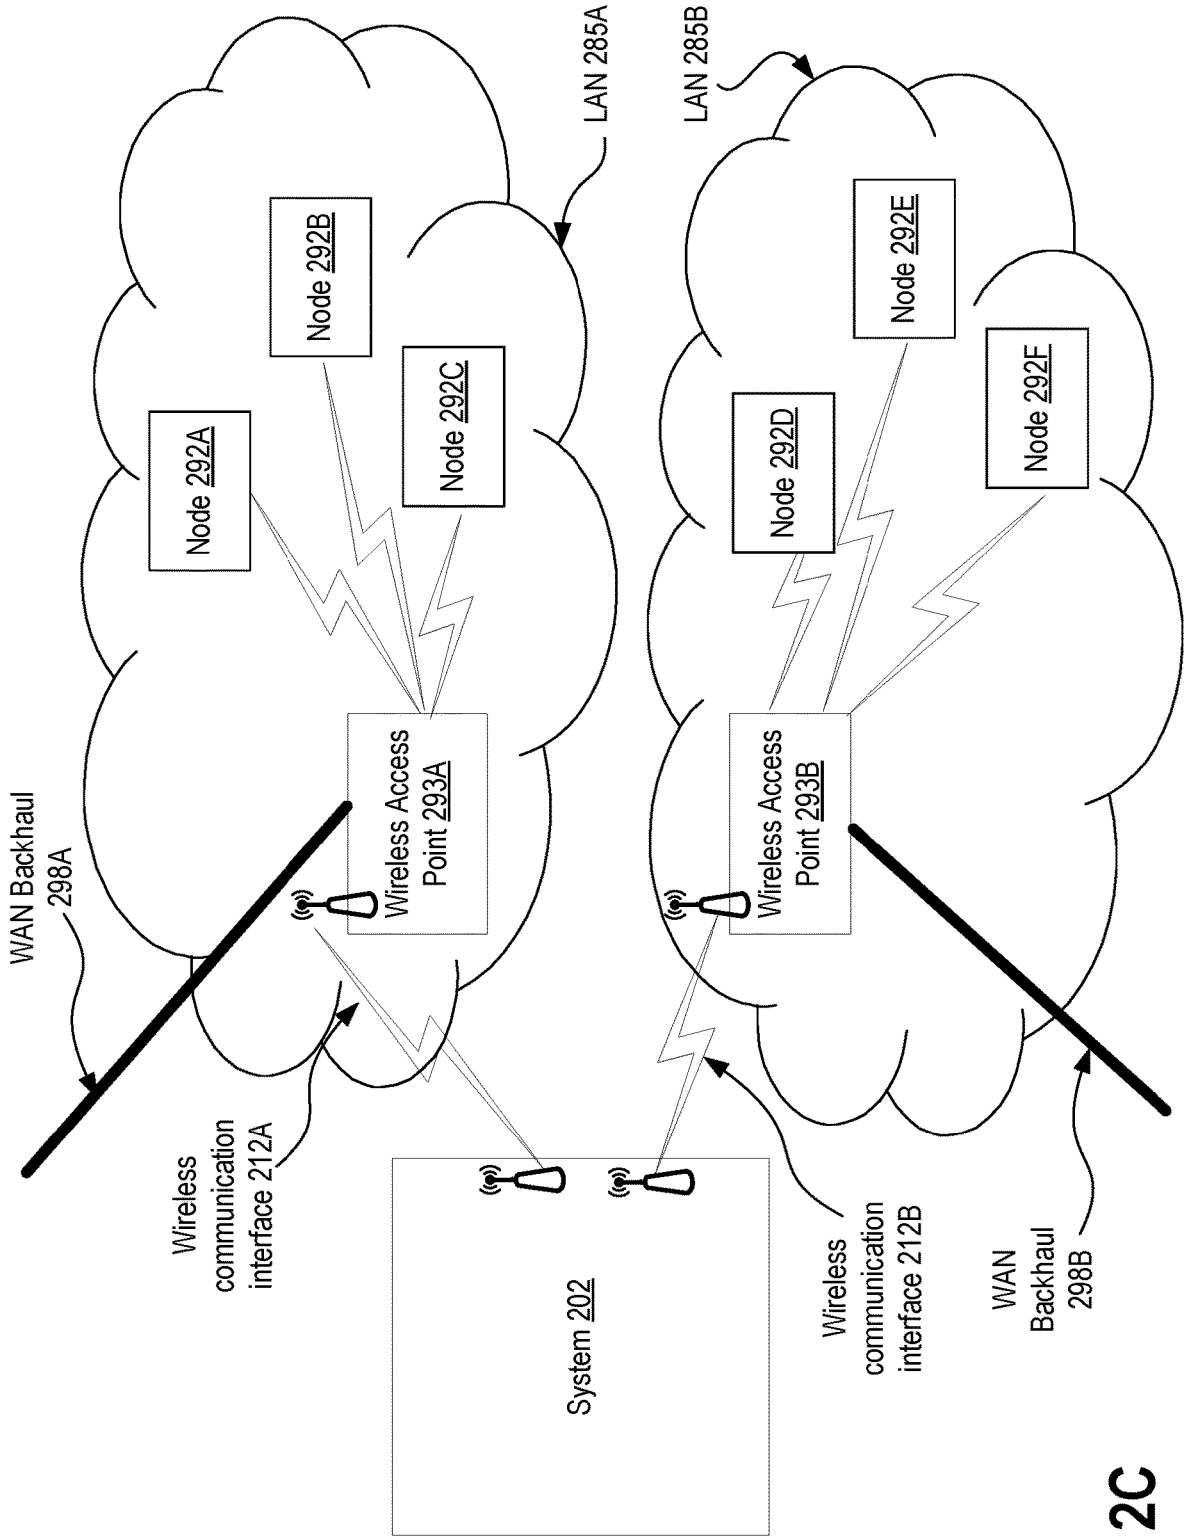 WAN Backhaul
298A
Wireless
communication
interface 212A
Wireless Access
Point 293A
Node 292A
Node 292B
Node 292C
LAN 285A
LAN 285B
System 202
Wireless Access
Point 293B
Node 292D
Node 292E
Node 292F
Wireless
communication
interface 212B
WAN
Backhaul
298B
2C